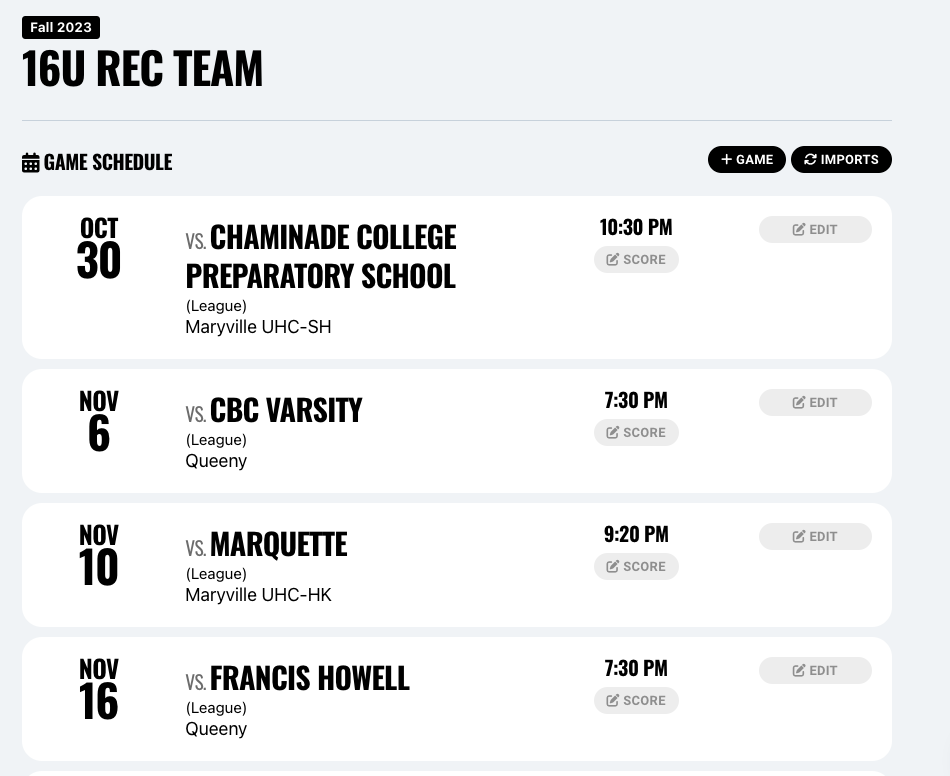 Fall 2023
16U REC TEAM
GAME SCHEDULE
GAME
IMPORTS
OCT
30
VS. CHAMINADE COLLEGE
PREPARATORY SCHOOL
(League)
Maryville UHC-SH
10:30 PM
SCORE
EDIT
NOV
6
VS. CBC VARSITY
(League)
Queeny
7:30 PM
SCORE
EDIT
NOV
10
VS. MARQUETTE
(League)
Maryville UHC-HK
9:20 PM
SCORE
EDIT
NOV
16
VS. FRANCIS HOWELL
(League)
Queeny
7:30 PM
SCORE
EDIT